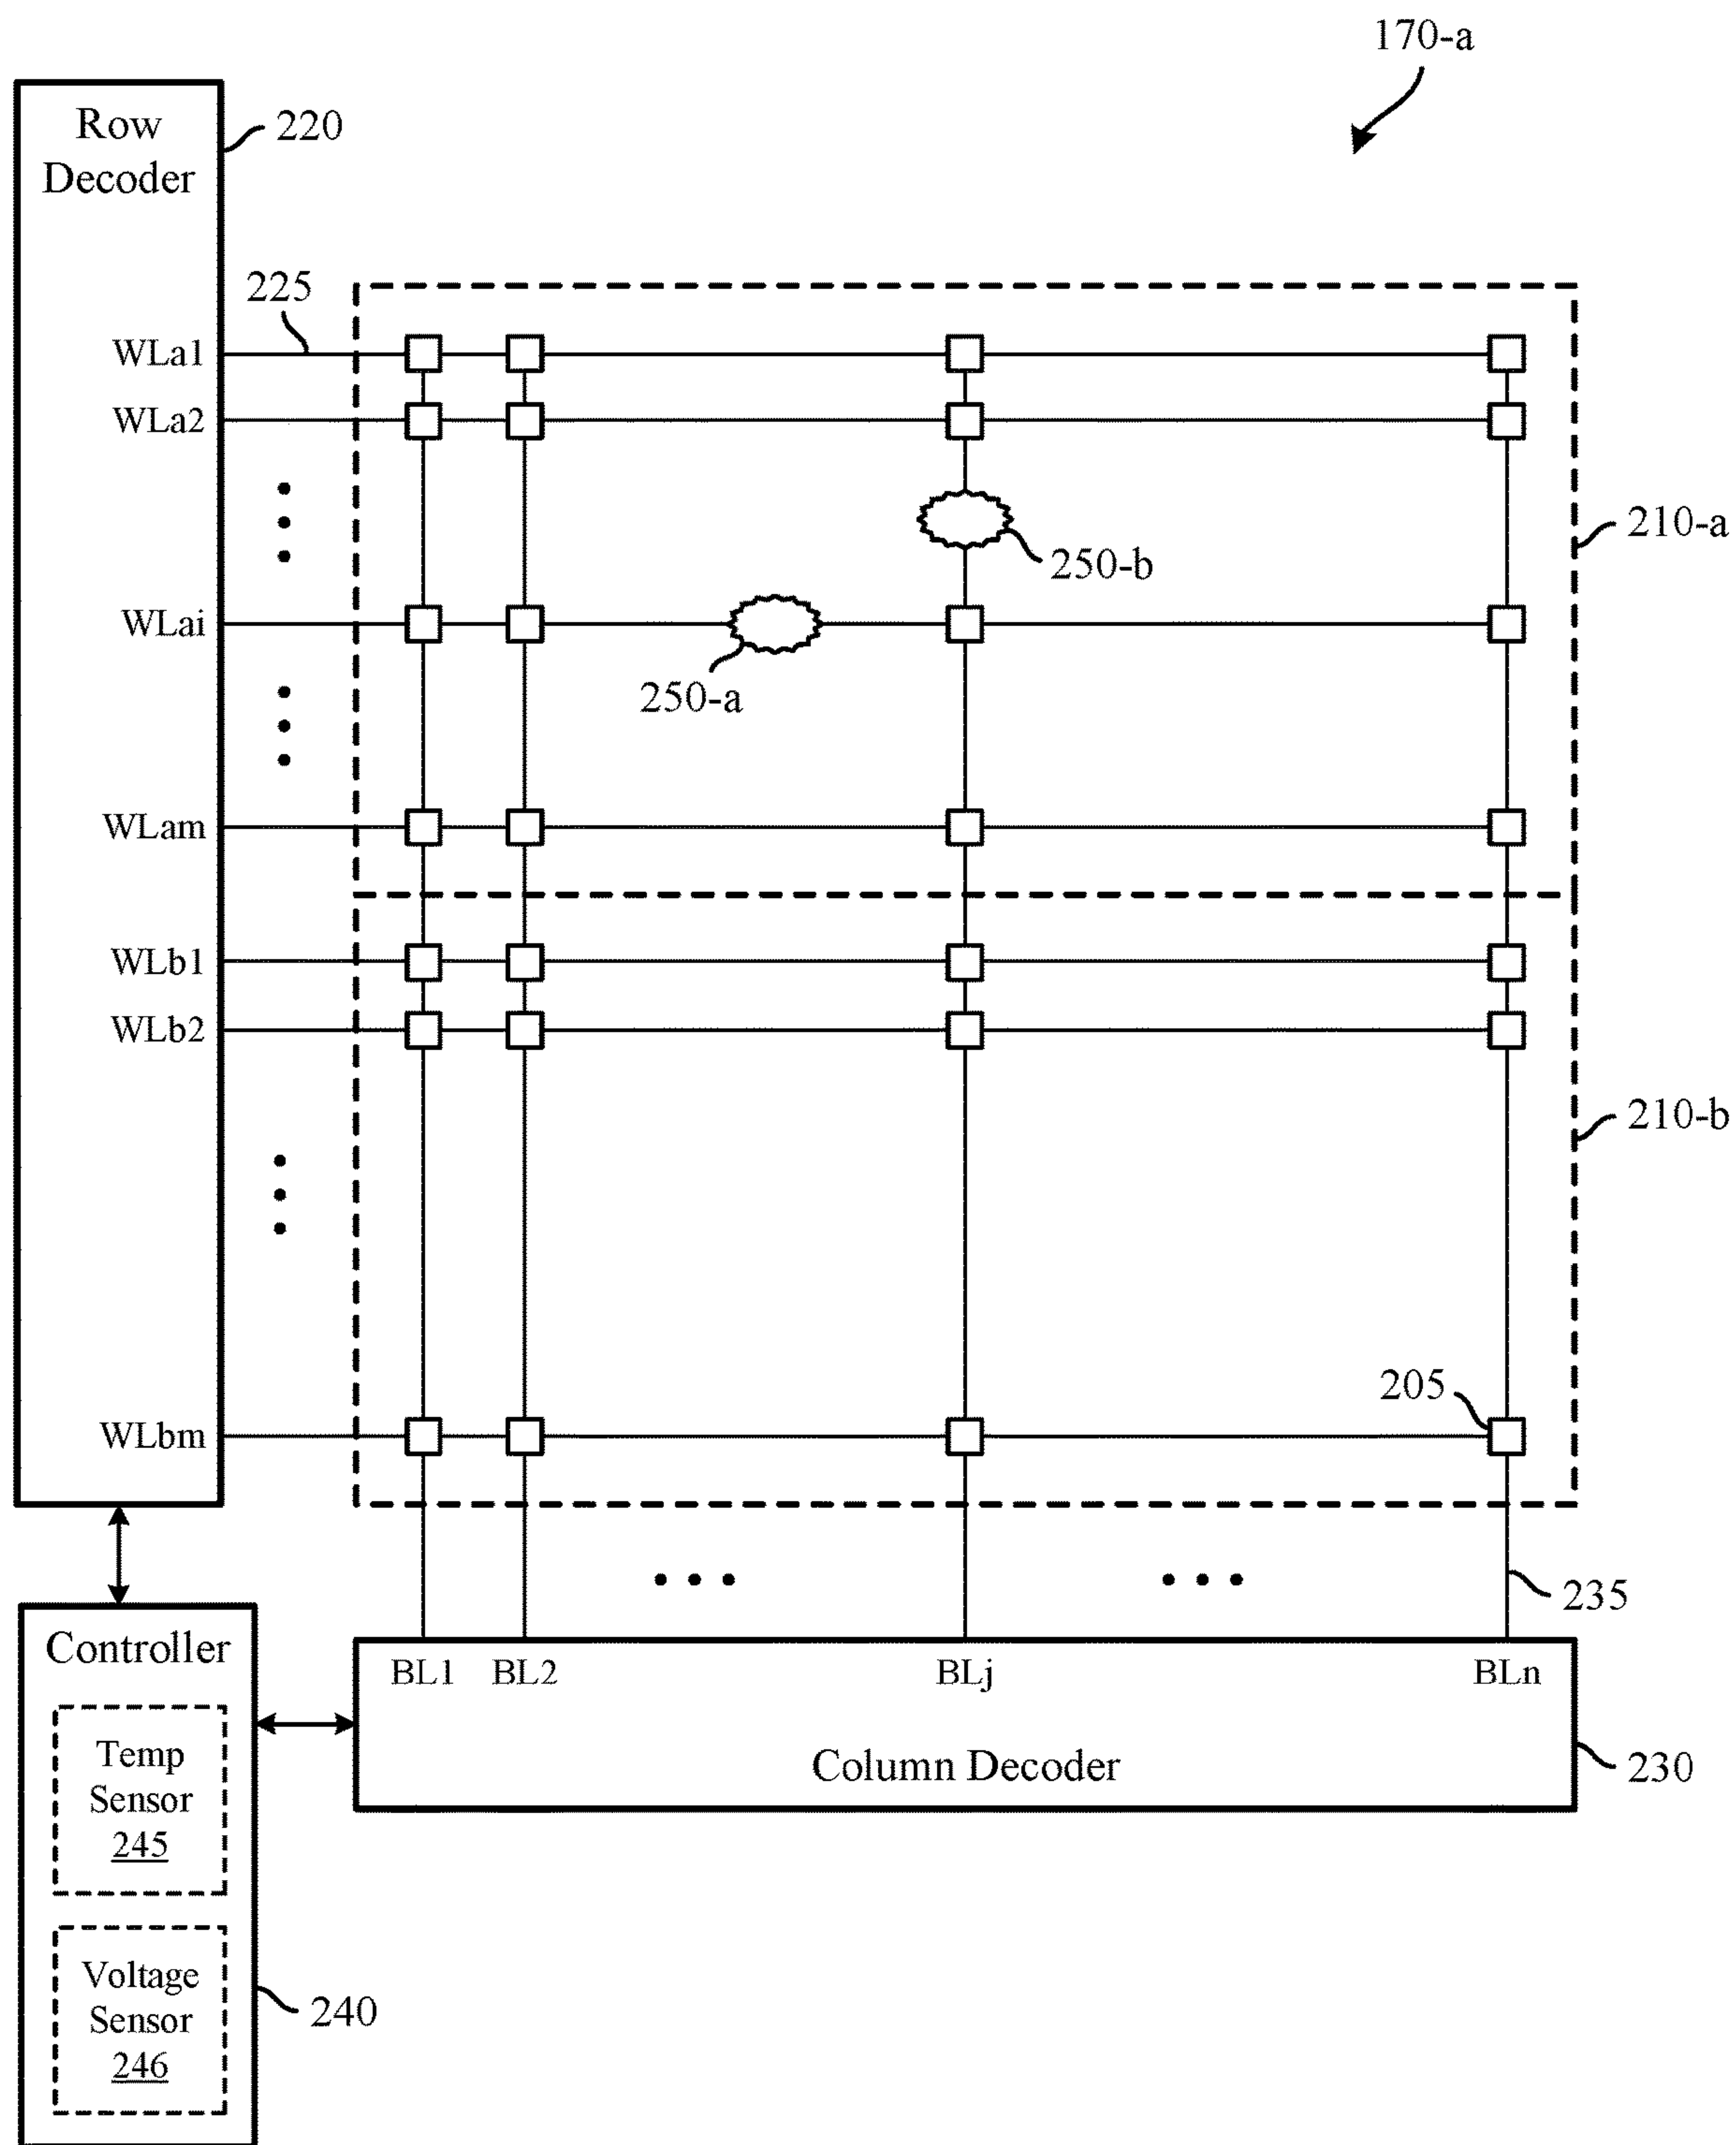 170-a
Row
Decoder
220
225
WLa1
WLa2
210-a
250-b
WLai
250-a
WLam
WLb1
WLb2
210-b
205
WLbm
235
Controller
BL1 BL2 BLj BLn
Temp
Sensor
245
Column Decoder
230
Voltage
Sensor
246
240